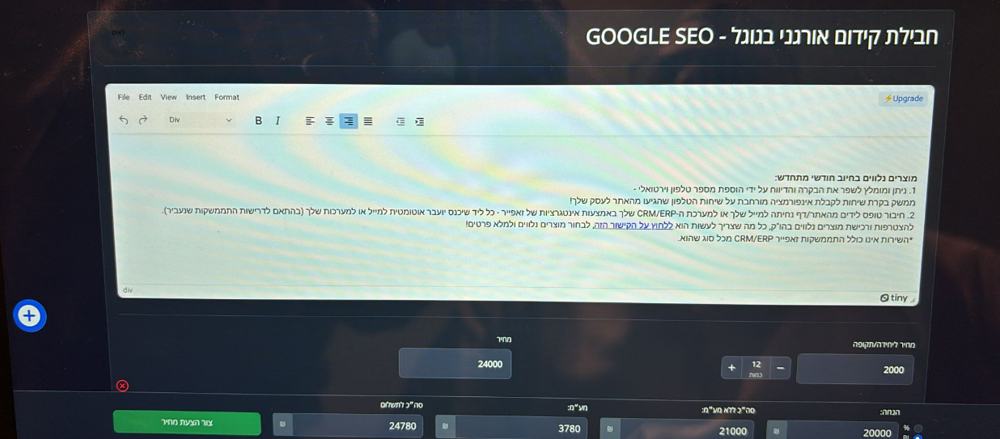 חבילת קידום אורגני בגוגל - GOOGLE SEO
File Edit View Insert Format
⚡Upgrade
Div
B I
מוצרים נלווים בחיוב חודשי מתחדש:
1. ניתן ומומלץ לשפר את הבקרה והדיווח על ידי הוספת מספר טלפון וירטואלי -
ממשק בקרת שיחות לקבלת אינפורמציה מורחבת על שיחות הטלפון שהגיעו מהאתר לעסק שלך!
2. חיבור טופס לידים מהאתר/דף נחיתה למייל שלך או למערכת ה-CRM/ERP שלך באמצעות אינטגרציות של זאפייר - כל ליד שיכנס יועבר אוטומטית למייל או למערכות שלך (בהתאם לדרישות התממשקות שנעביר).
להצטרפות ורכישת מוצרים נלווים בהו"ק, כל מה שצריך לעשות הוא ללחוץ על הקישור הזה, לבחור מוצרים נלווים ולמלא פרטים!
*השירות אינו כולל התממשקות זאפייר CRM/ERP מכל סוג שהוא.
div
tiny
מחיר ליחידה/תקופה
2000
- 12 +
כמות
מחיר
24000
הנחה:
% ₪
20000 ₪
סה"כ ללא מע"מ:
21000 ₪
מע"מ:
3780 ₪
סה"כ לתשלום
24780 ₪
צור הצעת מחיר